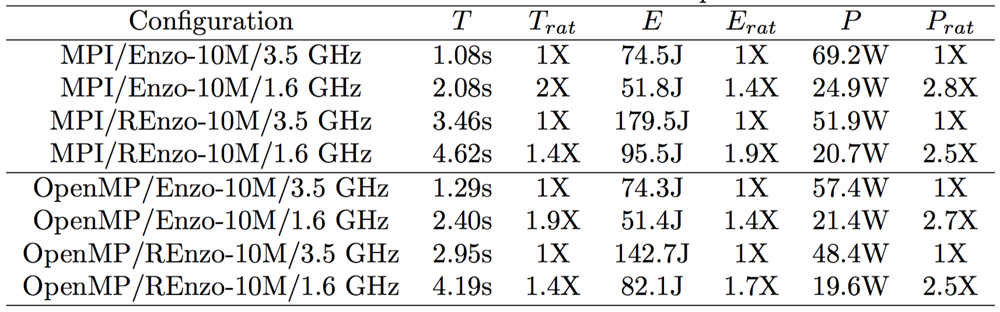 Configuration T T_rat E E_rat P P_rat
MPI/Enzo-10M/3.5 GHz 1.08s 1X 74.5J 1X 69.2W 1X
MPI/Enzo-10M/1.6 GHz 2.08s 2X 51.8J 1.4X 24.9W 2.8X
MPI/REnzo-10M/3.5 GHz 3.46s 1X 179.5J 1X 51.9W 1X
MPI/REnzo-10M/1.6 GHz 4.62s 1.4X 95.5J 1.9X 20.7W 2.5X
OpenMP/Enzo-10M/3.5 GHz 1.29s 1X 74.3J 1X 57.4W 1X
OpenMP/Enzo-10M/1.6 GHz 2.40s 1.9X 51.4J 1.4X 21.4W 2.7X
OpenMP/REnzo-10M/3.5 GHz 2.95s 1X 142.7J 1X 48.4W 1X
OpenMP/REnzo-10M/1.6 GHz 4.19s 1.4X 82.1J 1.7X 19.6W 2.5X